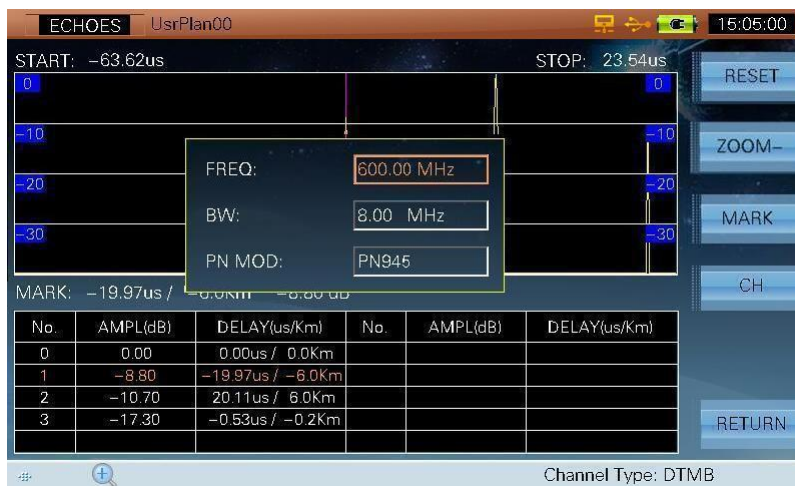 ECHOES UsrPlan00 15:05:00
START: -63.62us STOP: 23.54us
0 0
-10 -10
-20 -20
-30 -30
FREQ: 600.00 MHz
BW: 8.00 MHz
PN MOD: PN945
MARK: -19.97us /
No. AMPL(dB) DELAY(us/Km) No. AMPL(dB) DELAY(us/Km)
0 0.00 0.00us / 0.0Km
1 -8.80 -19.97us / -6.0Km
2 -10.70 20.11us / 6.0Km
3 -17.30 -0.53us / -0.2Km
RESET
ZOOM-
MARK
CH
RETURN
Channel Type: DTMB